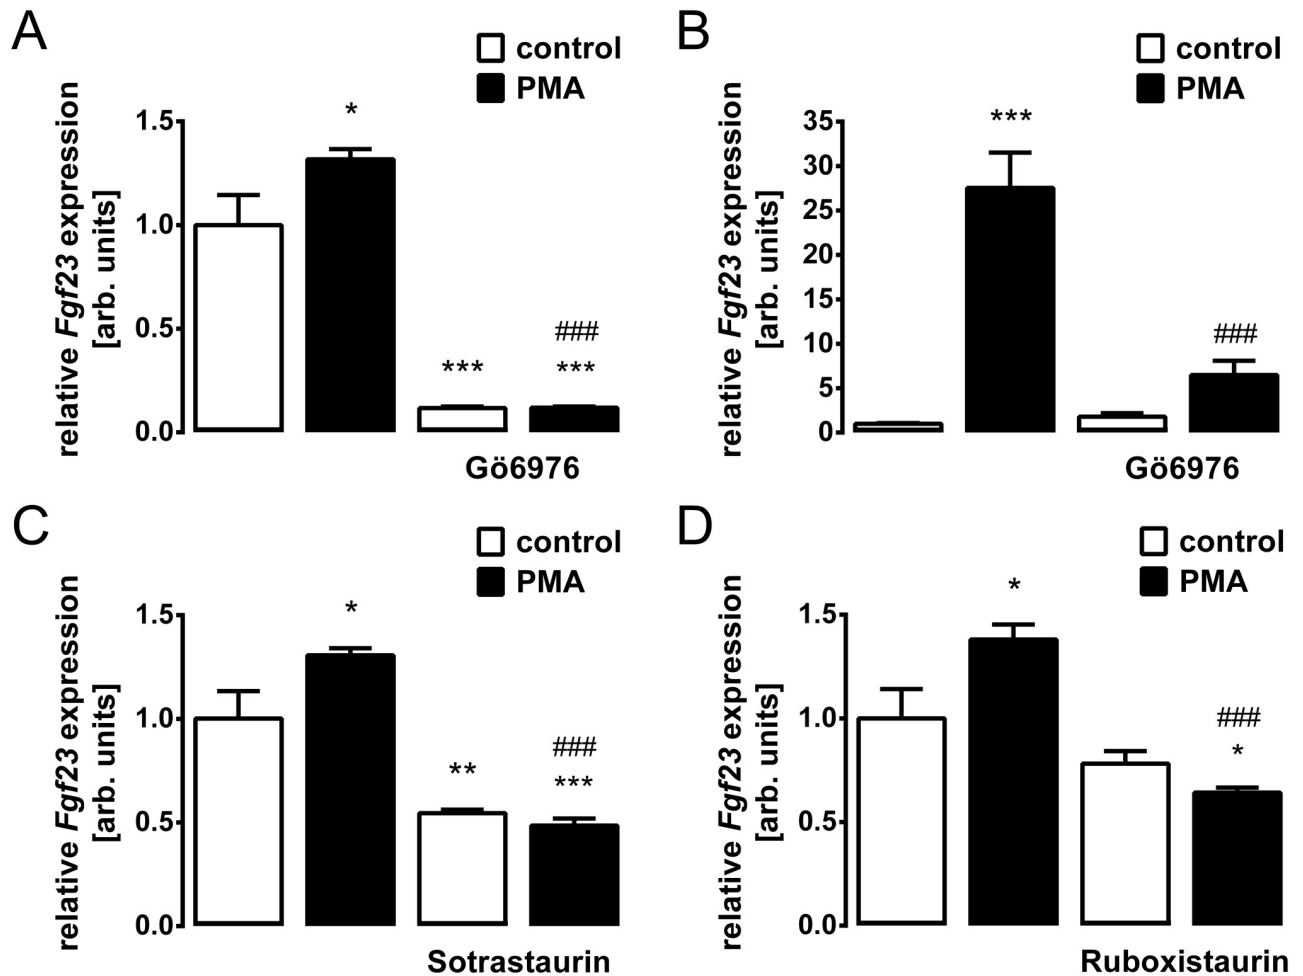 A
control
PMA
relative Fgf23 expression
[arb. units]
*
1.5
1.0
0.5
0.0
***
###
***
Gö6976
B
control
PMA
relative Fgf23 expression
[arb. units]
***
35
30
25
20
15
10
5
0
###
Gö6976
C
control
PMA
relative Fgf23 expression
[arb. units]
*
1.5
1.0
0.5
0.0
**
###
***
Sotrastaurin
D
control
PMA
relative Fgf23 expression
[arb. units]
*
1.5
1.0
0.5
0.0
###
*
Ruboxistaurin